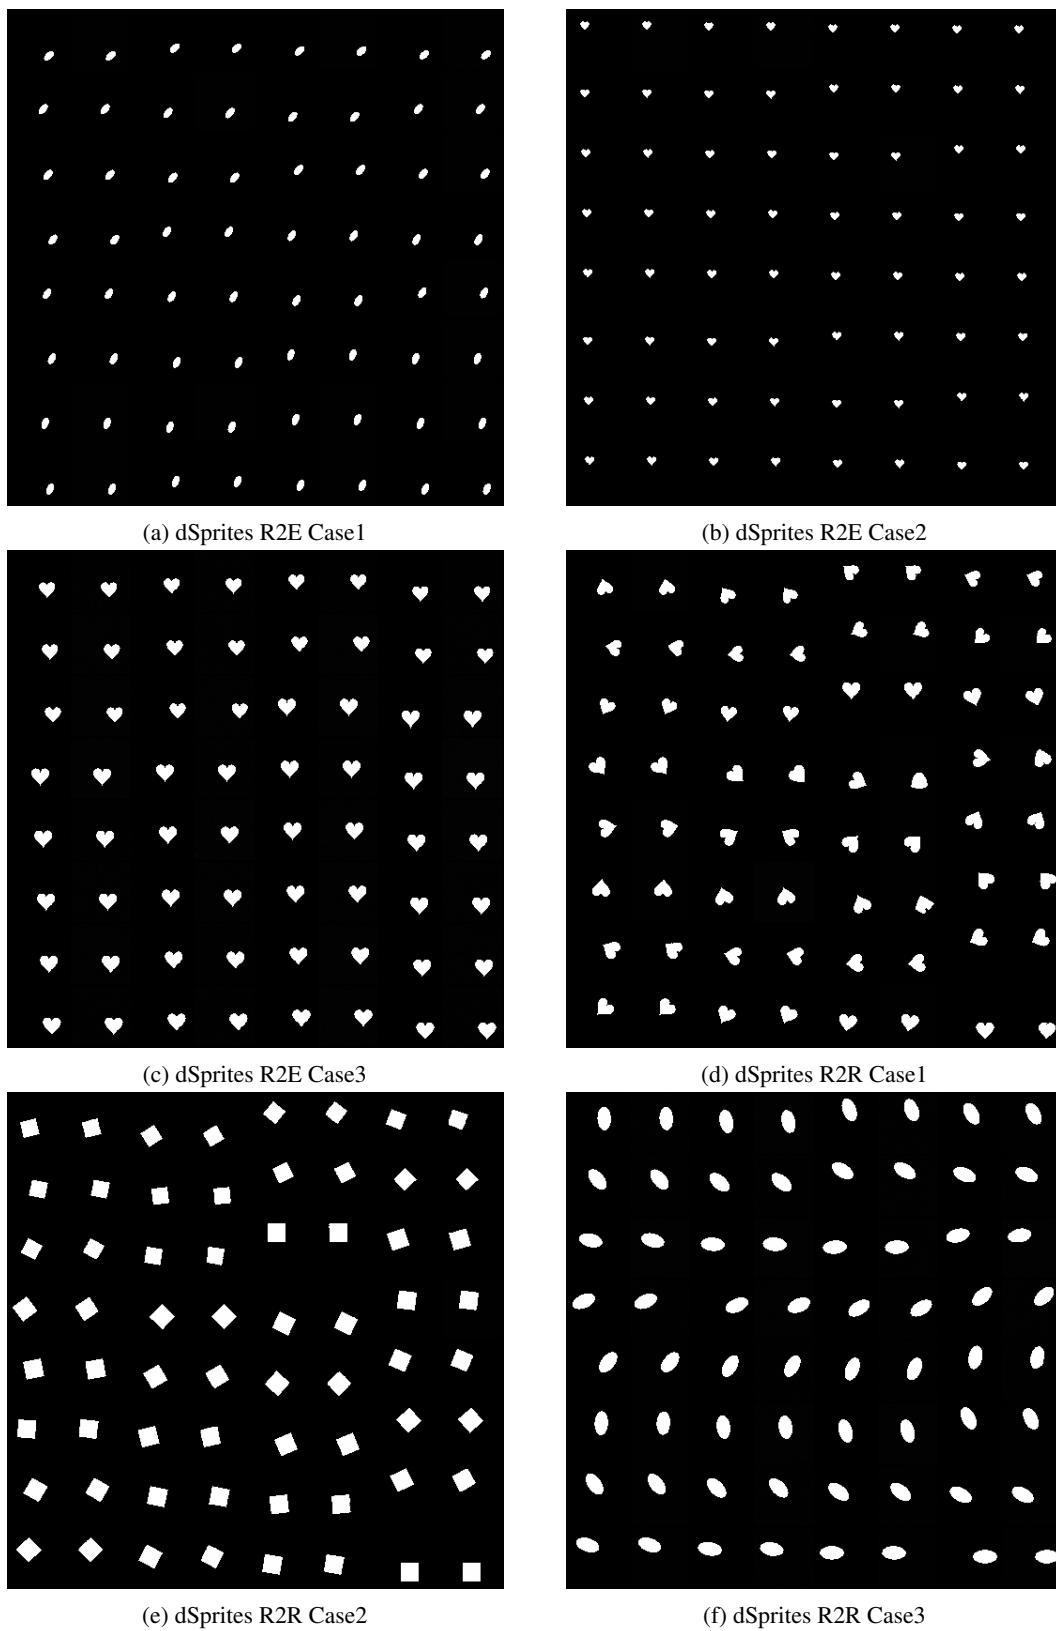 (a) dSprites R2E Case1
(b) dSprites R2E Case2
(c) dSprites R2E Case3
(d) dSprites R2R Case1
(e) dSprites R2R Case2
(f) dSprites R2R Case3